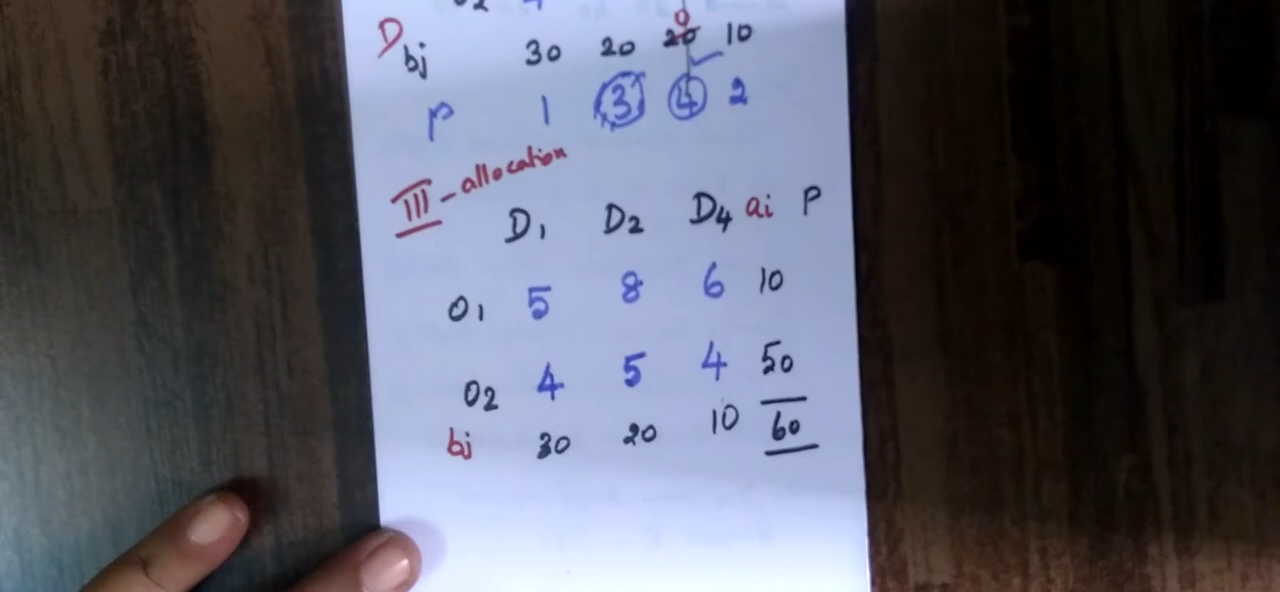 D bj 30 20 20 0 10
P 1 3 4 2
III - allocation
D1 D2 D4 ai P
O1 5 8 6 10
O2 4 5 4 50
bj 30 20 10 60